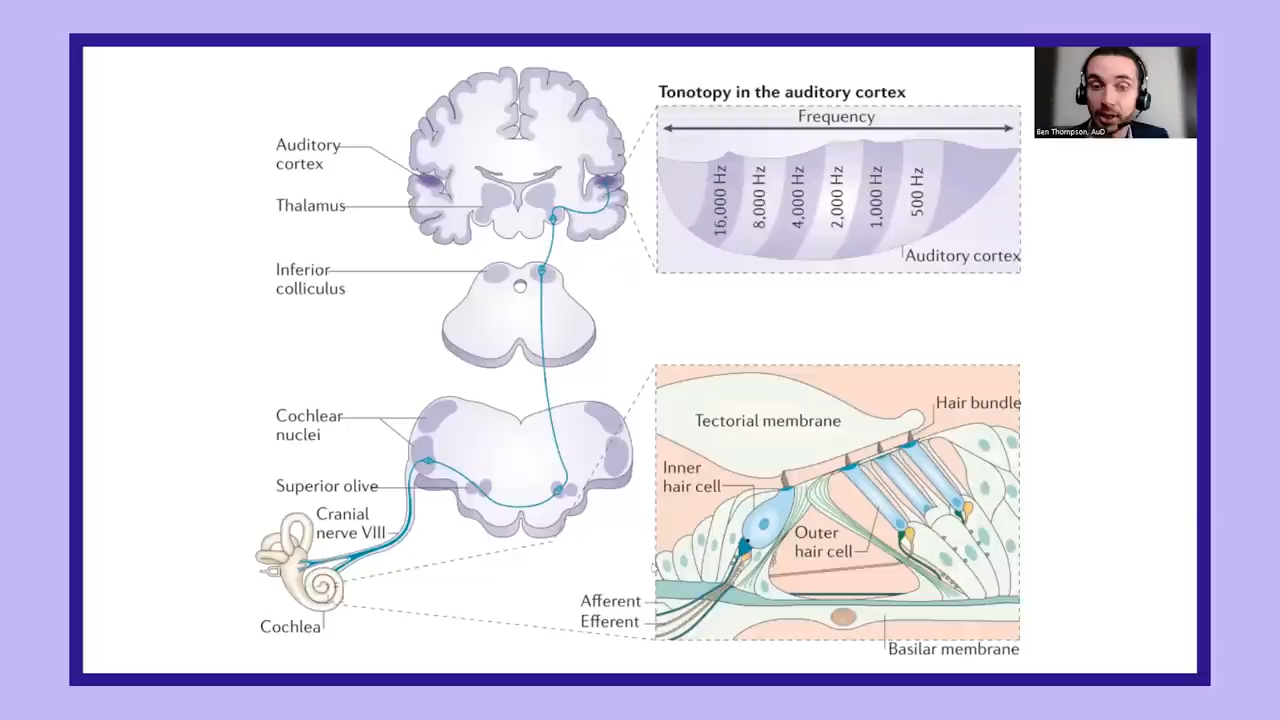 Ben Thompson, AuD
Tonotopy in the auditory cortex
Frequency
16,000 Hz
8,000 Hz
4,000 Hz
2,000 Hz
1,000 Hz
500 Hz
Auditory cortex
Auditory
cortex
Thalamus
Inferior
colliculus
Cochlear
nuclei
Superior olive
Cranial
nerve VIII
Cochlea
Tectorial membrane
Hair bundle
Inner
hair cell
Outer
hair cell
Afferent
Efferent
Basilar membrane